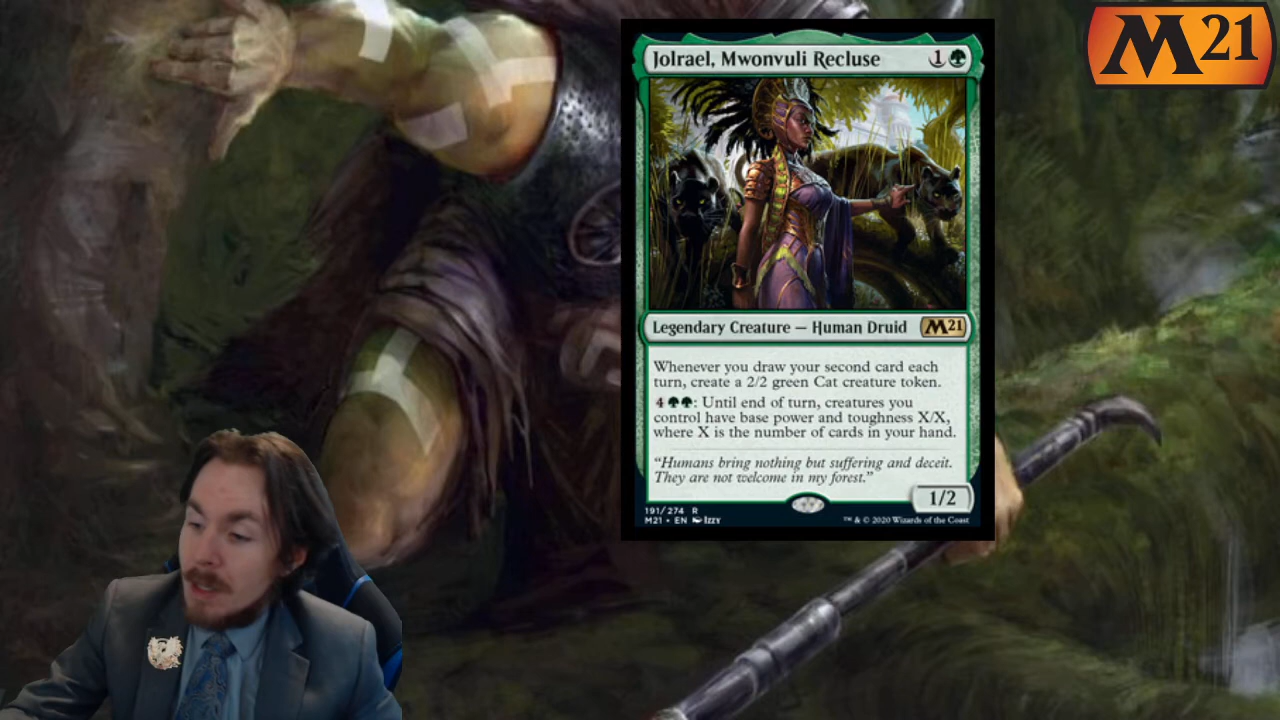 M21
Jolrael, Mwonvuli Recluse 1
Legendary Creature — Human Druid M21
Whenever you draw your second card each
turn, create a 2/2 green Cat creature token.
4 : Until end of turn, creatures you
control have base power and toughness X/X,
where X is the number of cards in your hand.
“Humans bring nothing but suffering and deceit.
They are not welcome in my forest.”
1/2
191/274 R
M21 • EN Izzy
™ & © 2020 Wizards of the Coast